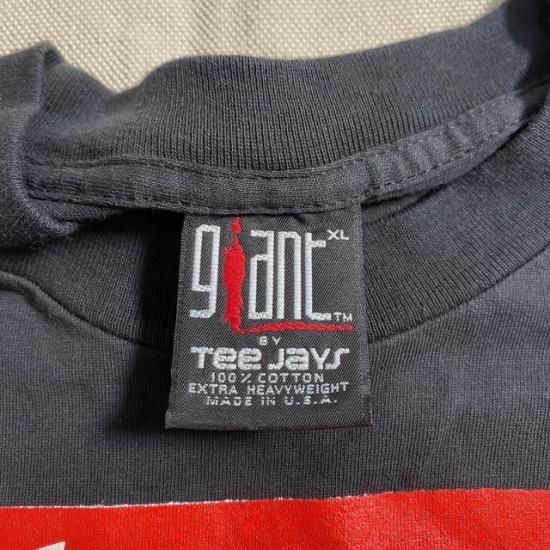 giant XL
TM
BY
Tee Jays
100% COTTON
EXTRA HEAVYWEIGHT
MADE IN U.S.A.